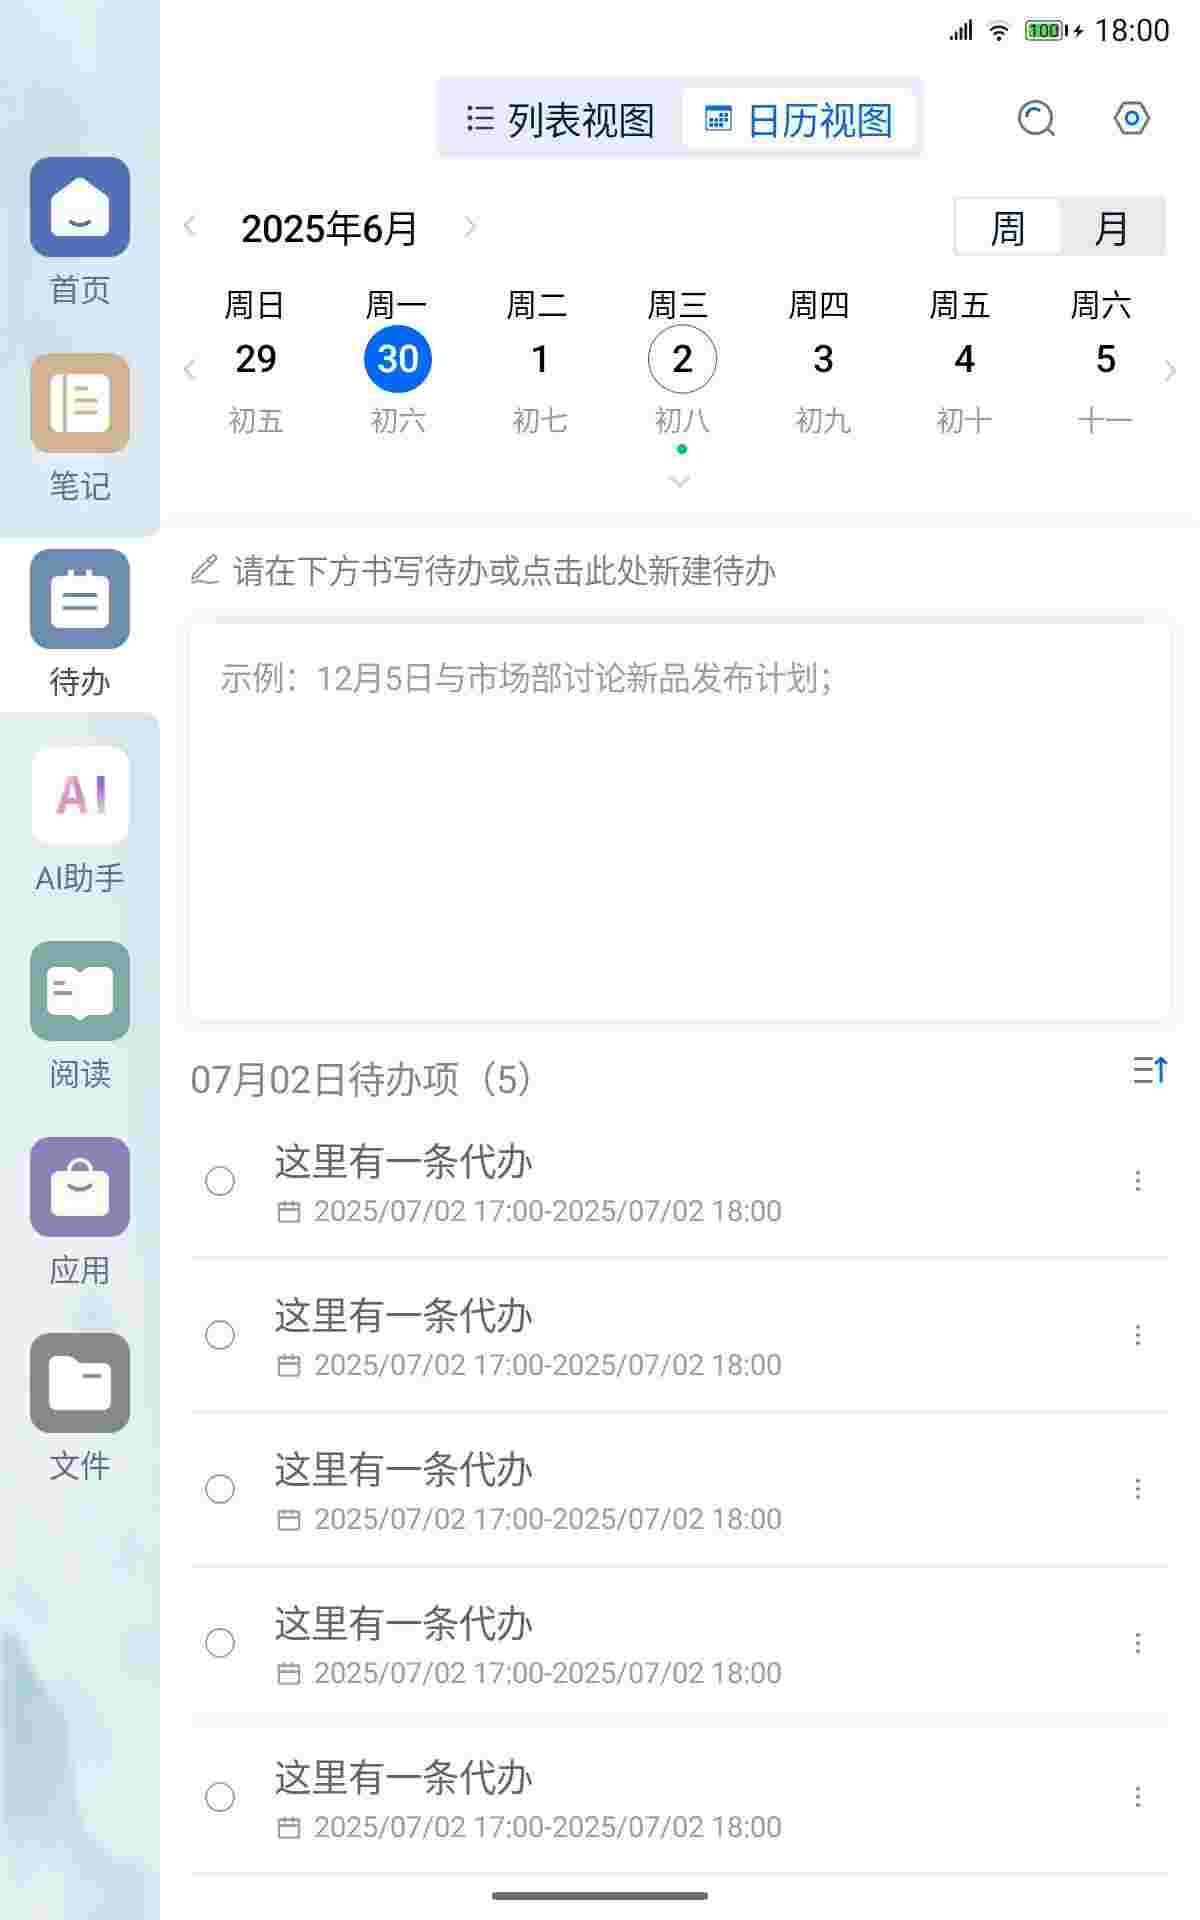 100 18:00
列表视图 日历视图
2025年6月 周 月
周日 周一 周二 周三 周四 周五 周六
29 30 1 2 3 4 5
初五 初六 初七 初八 初九 初十 十一
请在下方书写待办或点击此处新建待办
示例：12月5日与市场部讨论新品发布计划；
07月02日待办项（5）
这里有一条代办
2025/07/02 17:00-2025/07/02 18:00
这里有一条代办
2025/07/02 17:00-2025/07/02 18:00
这里有一条代办
2025/07/02 17:00-2025/07/02 18:00
这里有一条代办
2025/07/02 17:00-2025/07/02 18:00
这里有一条代办
2025/07/02 17:00-2025/07/02 18:00
首页
笔记
待办
AI
AI助手
阅读
应用
文件